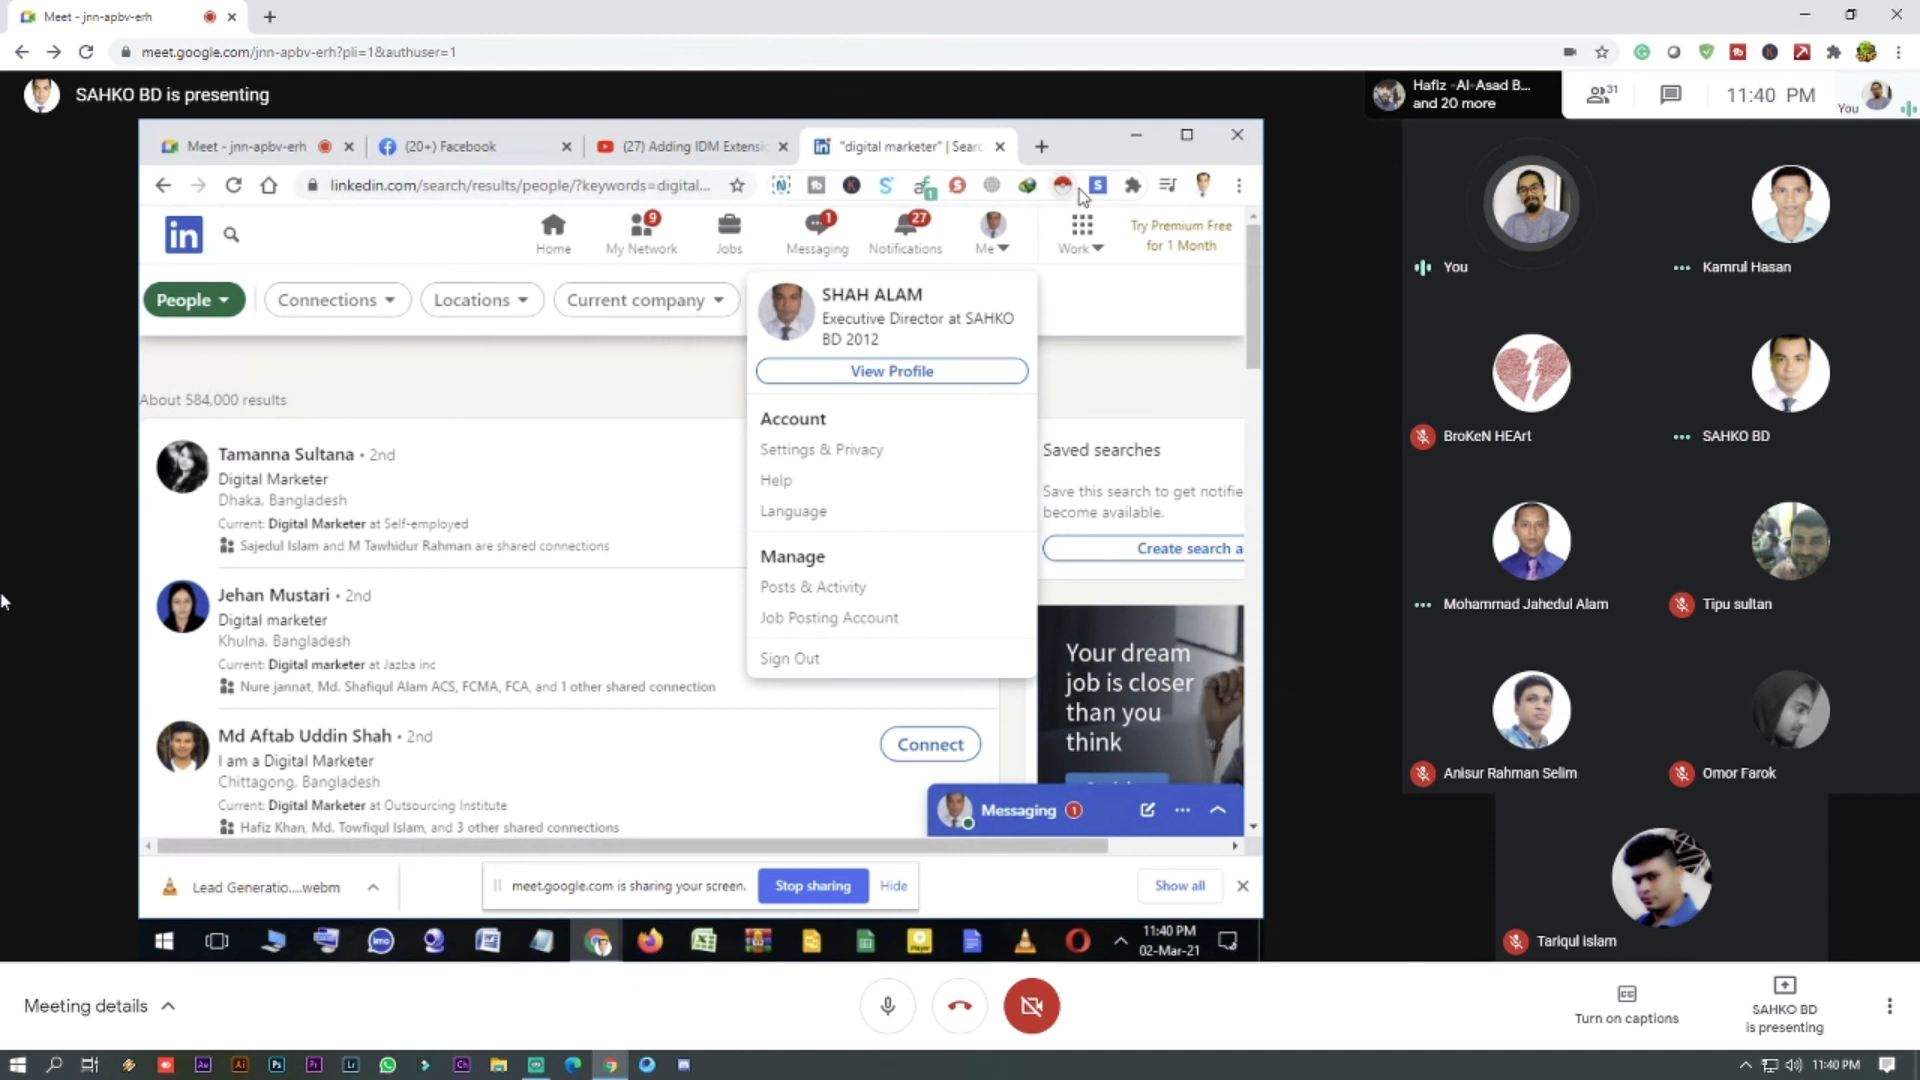 Meet - jnn-apbv-erh
meet.google.com/jnn-apbv-erh?pli=1&authuser=1
SAHKO BD is presenting
Hafiz -Al-Asad B...
and 20 more
31
11:40 PM
You
Meet - jnn-apbv-erh
(20+) Facebook
(27) Adding IDM Extensi
"digital marketer" | Searc
linkedin.com/search/results/people/?keywords=digital...
in
Home
9
My Network
Jobs
1
Messaging
27
Notifications
Me
Work
Try Premium Free
for 1 Month
People
Connections
Locations
Current company
SHAH ALAM
Executive Director at SAHKO
BD 2012
View Profile
Account
Settings & Privacy
Help
Language
Manage
Posts & Activity
Job Posting Account
Sign Out
About 584,000 results
Tamanna Sultana • 2nd
Digital Marketer
Dhaka, Bangladesh
Current: Digital Marketer at Self-employed
Sajedul Islam and M Tawhidur Rahman are shared connections
Jehan Mustari • 2nd
Digital marketer
Khulna, Bangladesh
Current: Digital marketer at Jazba inc
Nure jannat, Md. Shafiqul Alam ACS, FCMA, FCA, and 1 other shared connection
Md Aftab Uddin Shah • 2nd
I am a Digital Marketer
Chittagong, Bangladesh
Current: Digital Marketer at Outsourcing Institute
Hafiz Khan, Md. Towfiqul Islam, and 3 other shared connections
Connect
Saved searches
Save this search to get notifie
become available.
Create search a
Your dream
job is closer
than you
think
Messaging 1
Lead Generatio....webm
meet.google.com is sharing your screen.
Stop sharing
Hide
Show all
11:40 PM
02-Mar-21
You
Kamrul Hasan
BroKeN HEArt
SAHKO BD
Mohammad Jahedul Alam
Tipu sultan
Anisur Rahman Selim
Omor Farok
Tariqul islam
Meeting details
Turn on captions
SAHKO BD
is presenting
11:40 PM